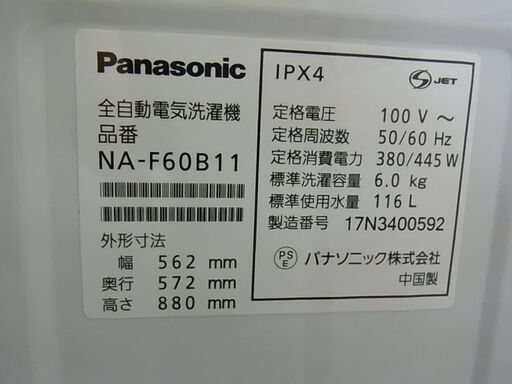 Panasonic
全自動電気洗濯機
品番
NA-F60B11
外形寸法
幅 562 mm
奥行 572 mm
高さ 880 mm
IPX4
S JET
定格電圧 100 V ～
定格周波数 50/60 Hz
定格消費電力 380/445 W
標準洗濯容量 6.0 kg
標準使用水量 116 L
製造番号 17N3400592
PS E パナソニック株式会社
中国製